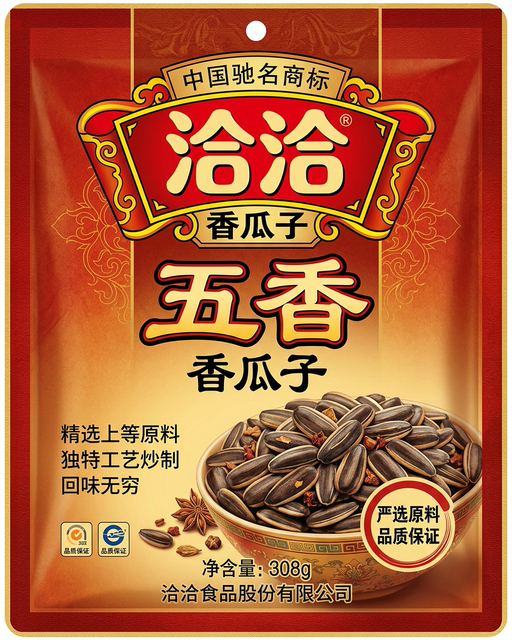 中国驰名商标
洽洽®
香瓜子
五香
香瓜子
精选上等原料
独特工艺炒制
回味无穷
严选原料
品质保证
品质保证
品质保证
净含量: 308g
洽洽食品股份有限公司